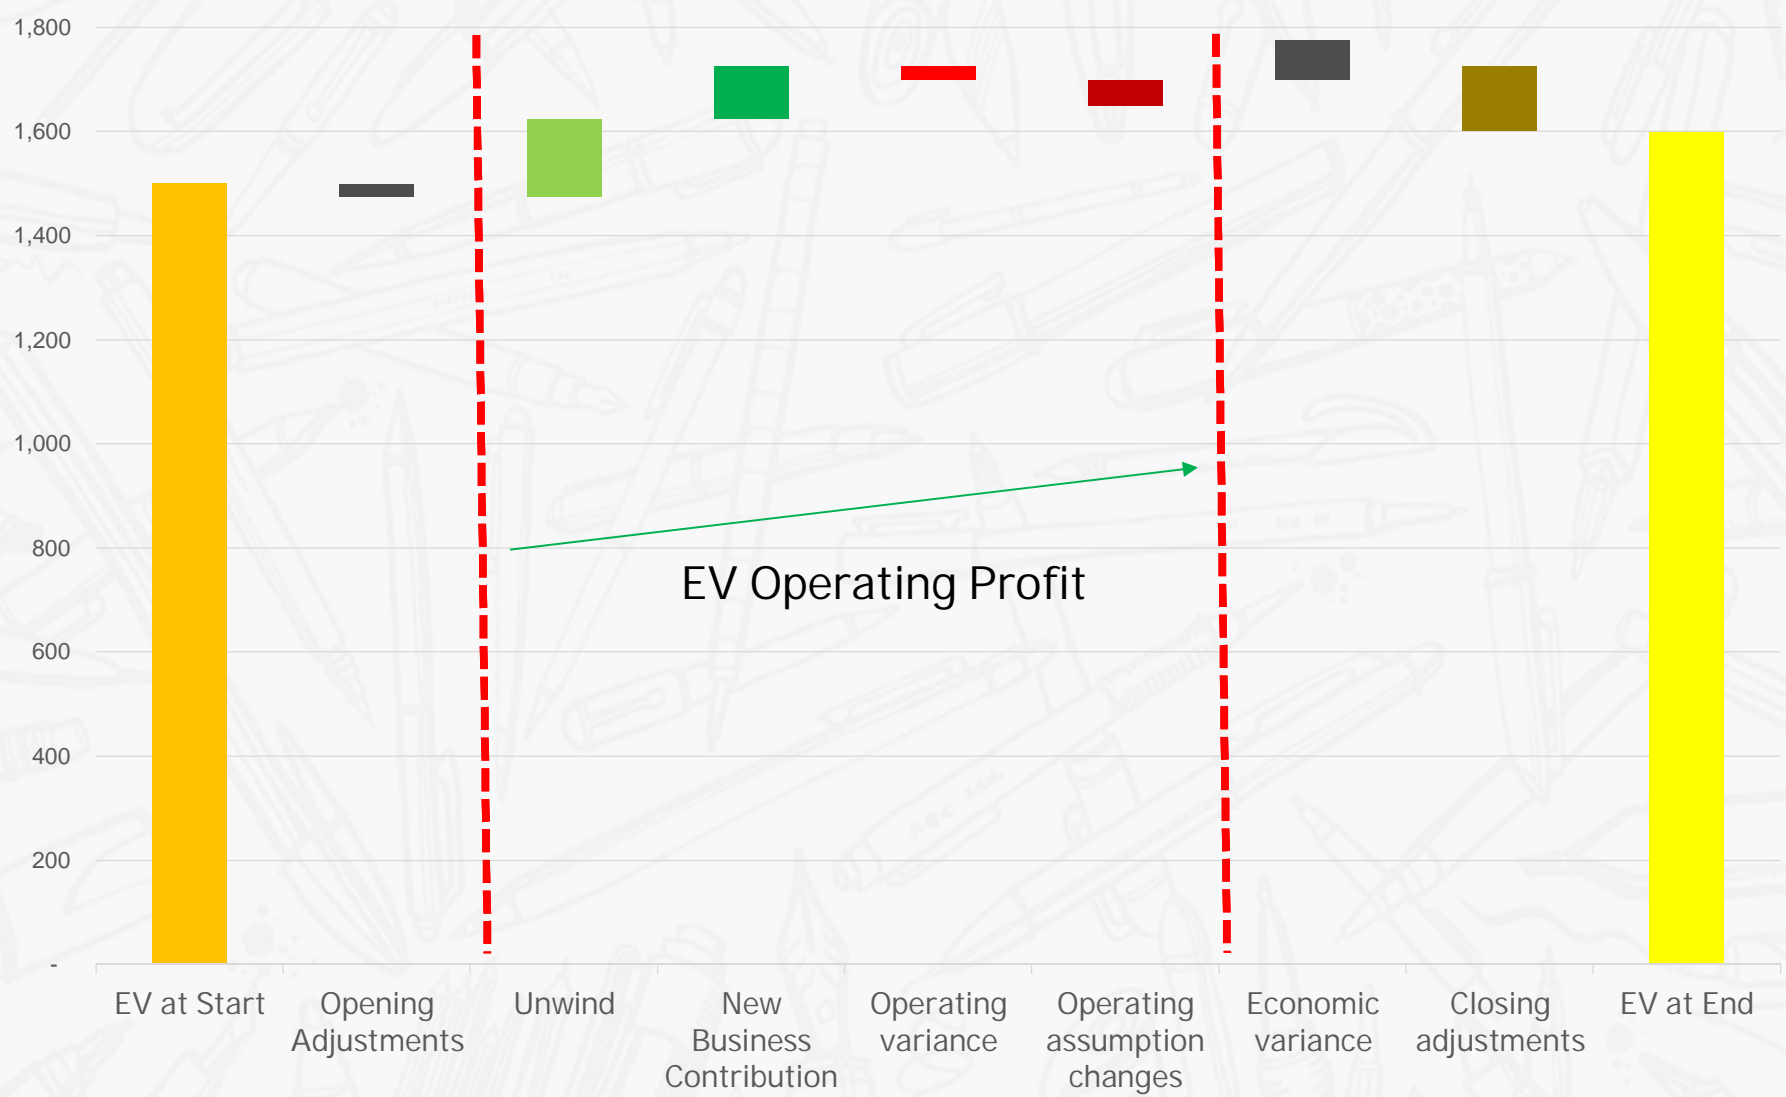 1,800
1,600
1,400
1,200
1,000
800
600
400
200
-
EV Operating Profit
EV at Start
Opening
Adjustments
Unwind
New
Business
Contribution
Operating
variance
Operating
assumption
changes
Economic
variance
Closing
adjustments
EV at End